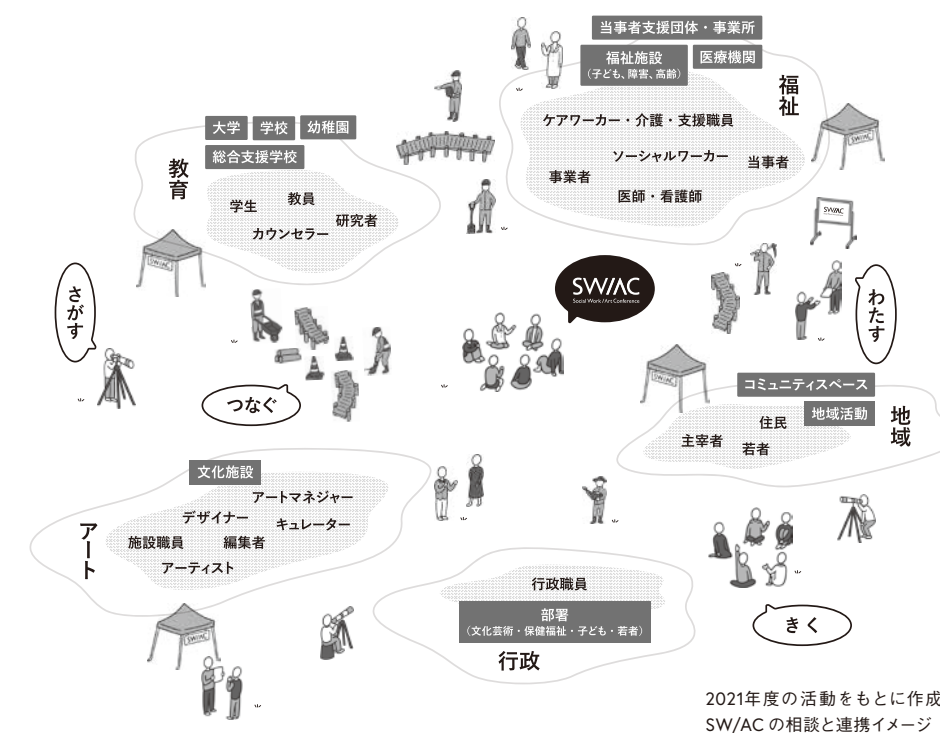 当事者支援団体・事業所
福祉施設
（子ども、障害、高齢）
医療機関
福祉
ケアワーカー・介護・支援職員
ソーシャルワーカー
当事者
事業者
医師・看護師
大学
学校
幼稚園
総合支援学校
教育
学生
教員
研究者
カウンセラー
SW/AC
SW/AC
SW/AC
さがす
SW/AC
Social Work / Art Conference
わたす
つなぐ
SW/AC
コミュニティスペース
地域活動
地域
住民
主宰者
若者
文化施設
アートマネジャー
デザイナー
キュレーター
施設職員
編集者
アーティスト
アート
行政職員
部署
（文化芸術・保健福祉・子ども・若者）
行政
SW/AC
きく
2021年度の活動をもとに作成
SW/AC の相談と連携イメージ